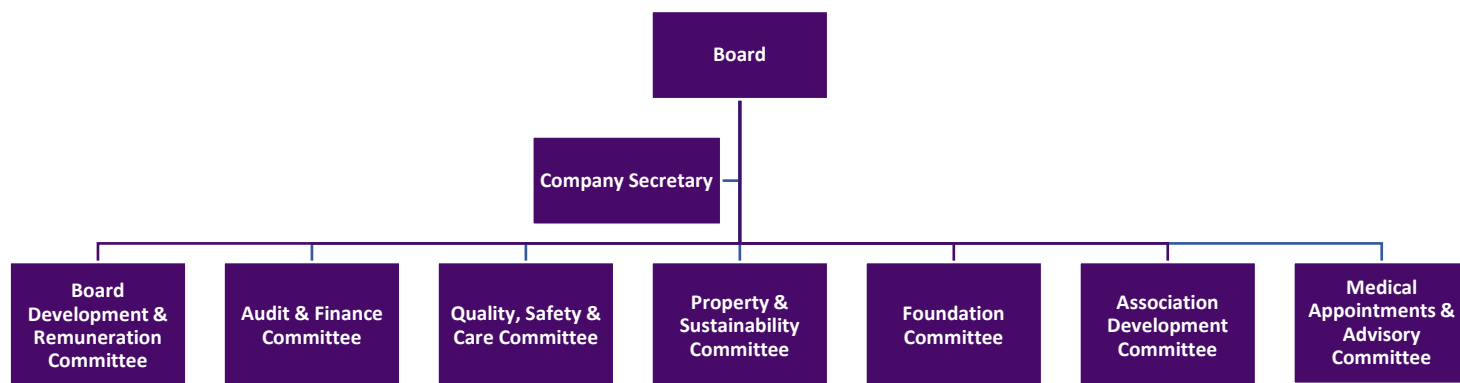 Board
Company Secretary
Board
Development &
Remuneration
Committee
Audit & Finance
Committee
Quality, Safety &
Care Committee
Property &
Sustainability
Committee
Foundation
Committee
Association
Development
Committee
Medical
Appointments &
Advisory
Committee